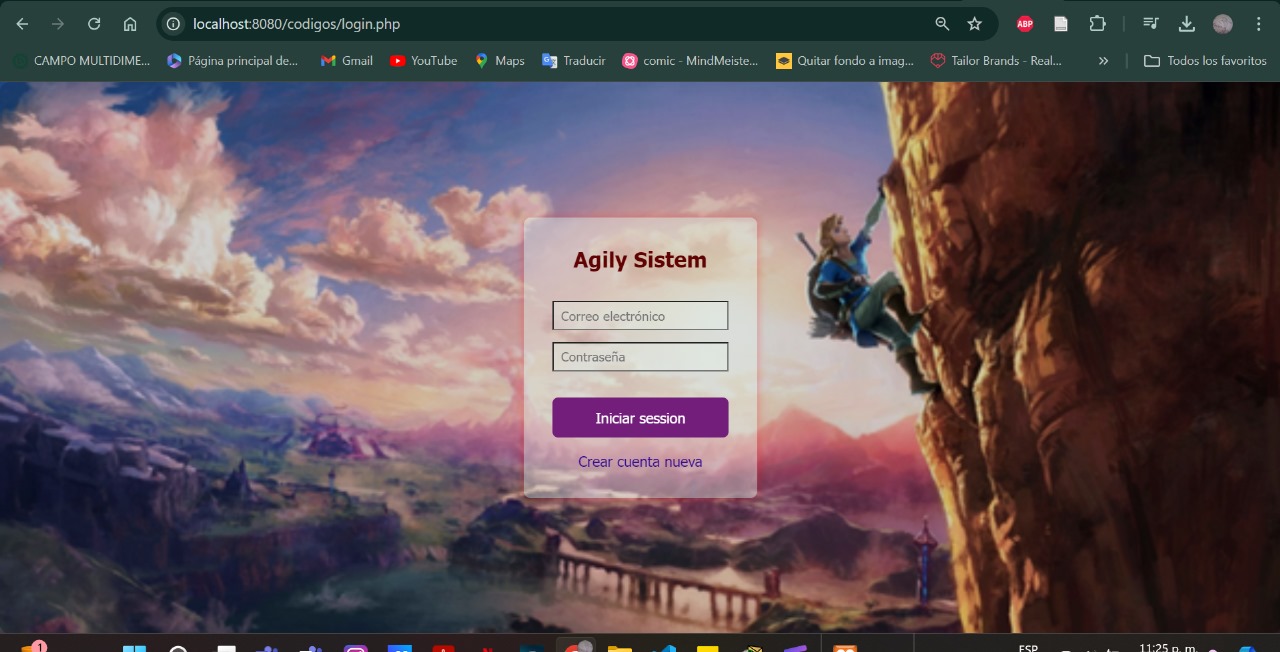 localhost:8080/codigos/login.php
ABP
CAMPO MULTIDIME... Página principal de... Gmail YouTube Maps Traducir comic - MindMeiste... Quitar fondo a imag... Tailor Brands - Real... » Todos los favoritos
Agily Sistem
Correo electrónico
Contraseña
Iniciar session
Crear cuenta nueva
1
ESP
11:25 p. m.